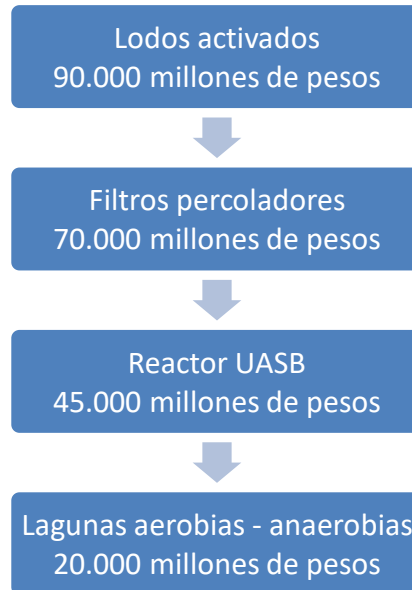 Lodos activados
90.000 millones de pesos
Filtros percoladores
70.000 millones de pesos
Reactor UASB
45.000 millones de pesos
Lagunas aerobias - anaerobias
20.000 millones de pesos